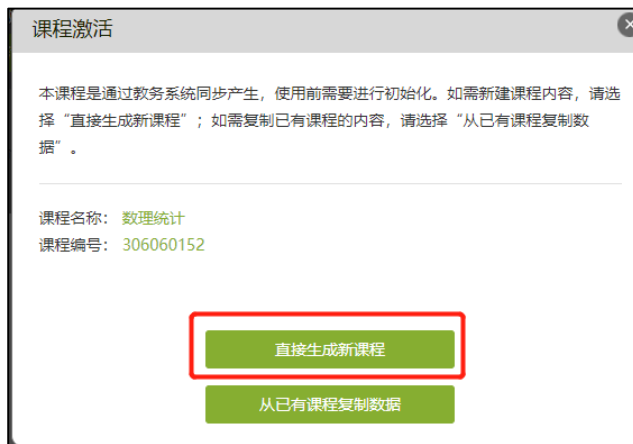 课程激活
本课程是通过教务系统同步产生，使用前需要进行初始化。如需新建课程内容，请选
择“直接生成新课程”；如需复制已有课程的内容，请选择“从已有课程复制数
据”。
课程名称： 数理统计
课程编号： 306060152
直接生成新课程
从已有课程复制数据